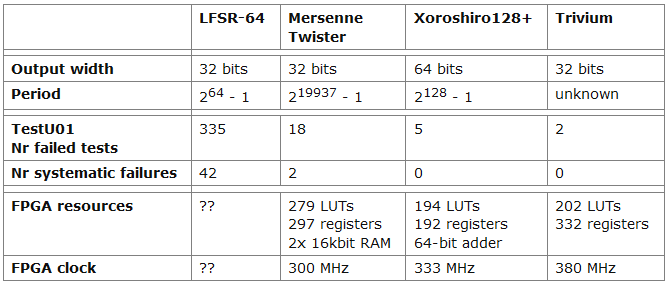 LFSR-64 Mersenne Twister Xoroshiro128+ Trivium
Output width 32 bits 32 bits 64 bits 32 bits
Period 2^64 - 1 2^19937 - 1 2^128 - 1 unknown
TestU01 335 18 5 2
Nr failed tests
Nr systematic failures 42 2 0 0
FPGA resources ?? 279 LUTs 194 LUTs 202 LUTs
297 registers 192 registers 332 registers
2x 16kbit RAM 64-bit adder
FPGA clock ?? 300 MHz 333 MHz 380 MHz